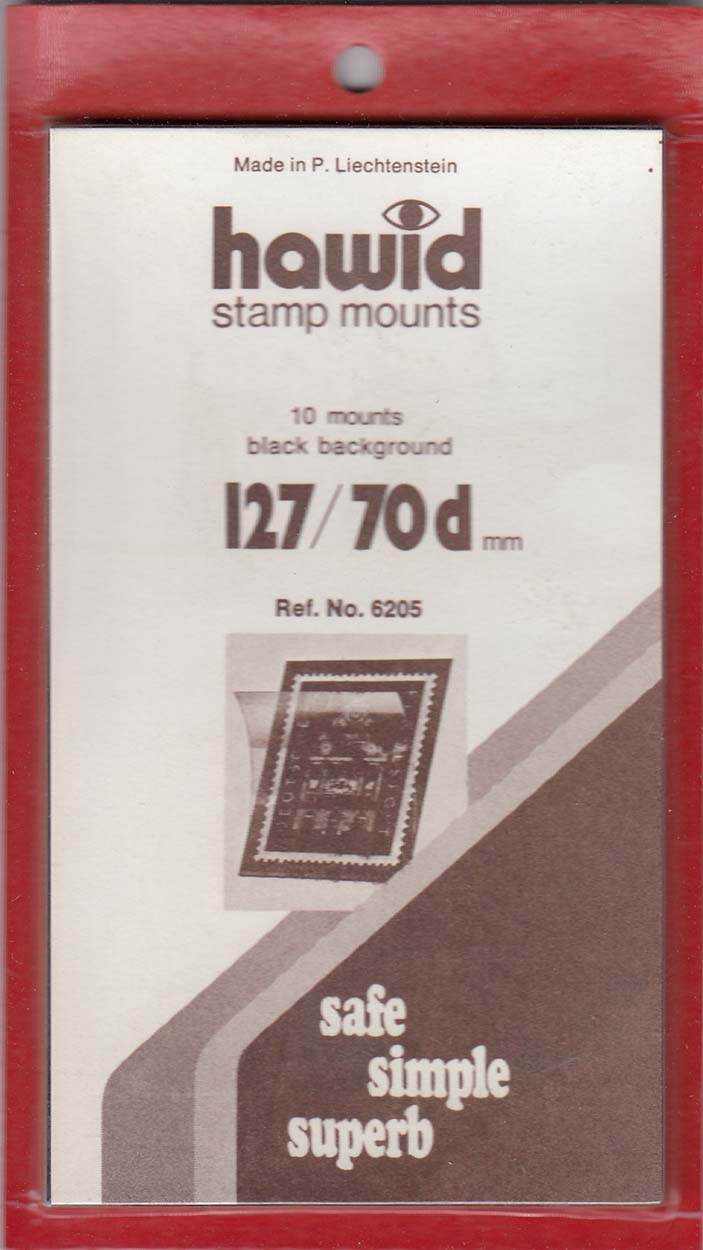 Made in P. Liechtenstein
hawid
stamp mounts
10 mounts
black background
127/70d mm
Ref. No. 6205
safe
simple
superb